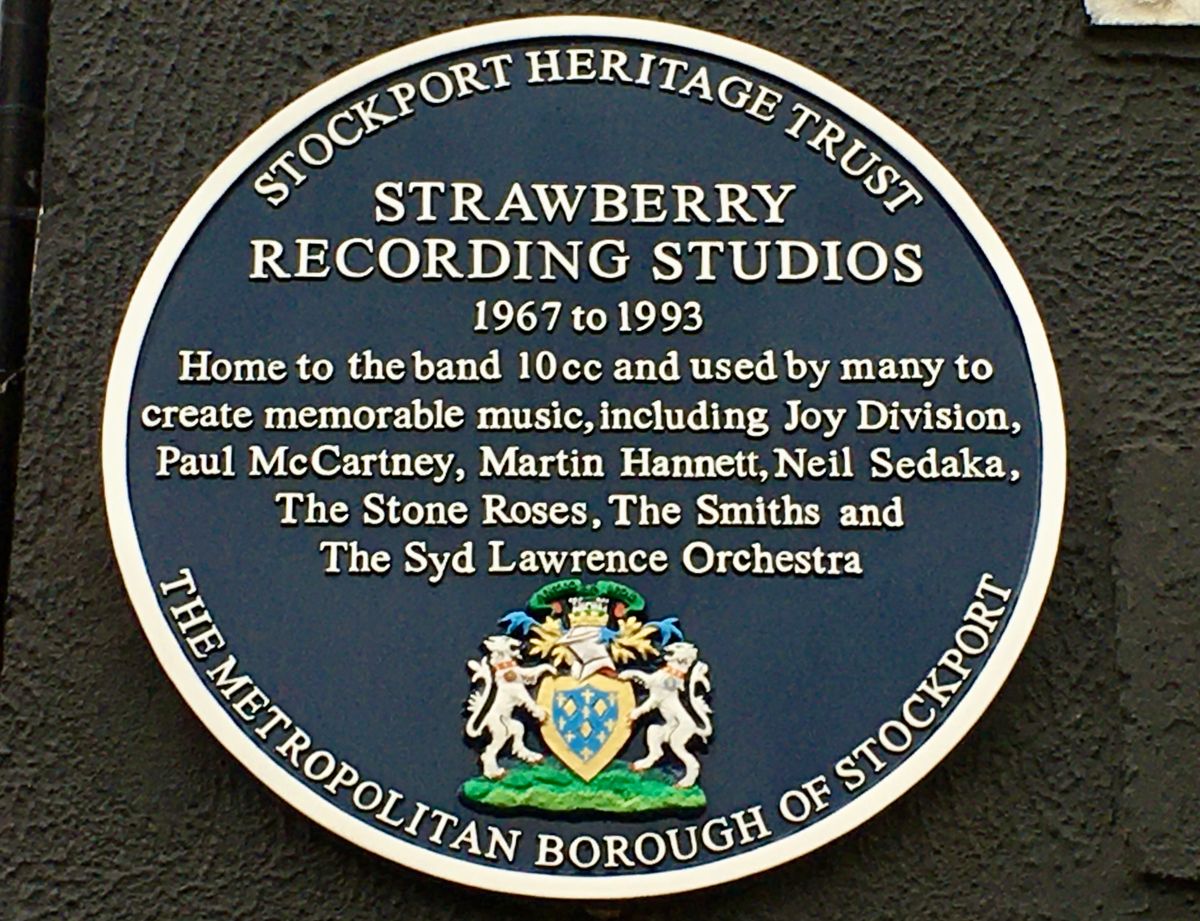 STOCKPORT HERITAGE TRUST
STRAWBERRY
RECORDING STUDIOS
1967 to 1993
Home to the band 10cc and used by many to
create memorable music, including Joy Division,
Paul McCartney, Martin Hannett, Neil Sedaka,
The Stone Roses, The Smiths and
The Syd Lawrence Orchestra
THE METROPOLITAN BOROUGH OF STOCKPORT